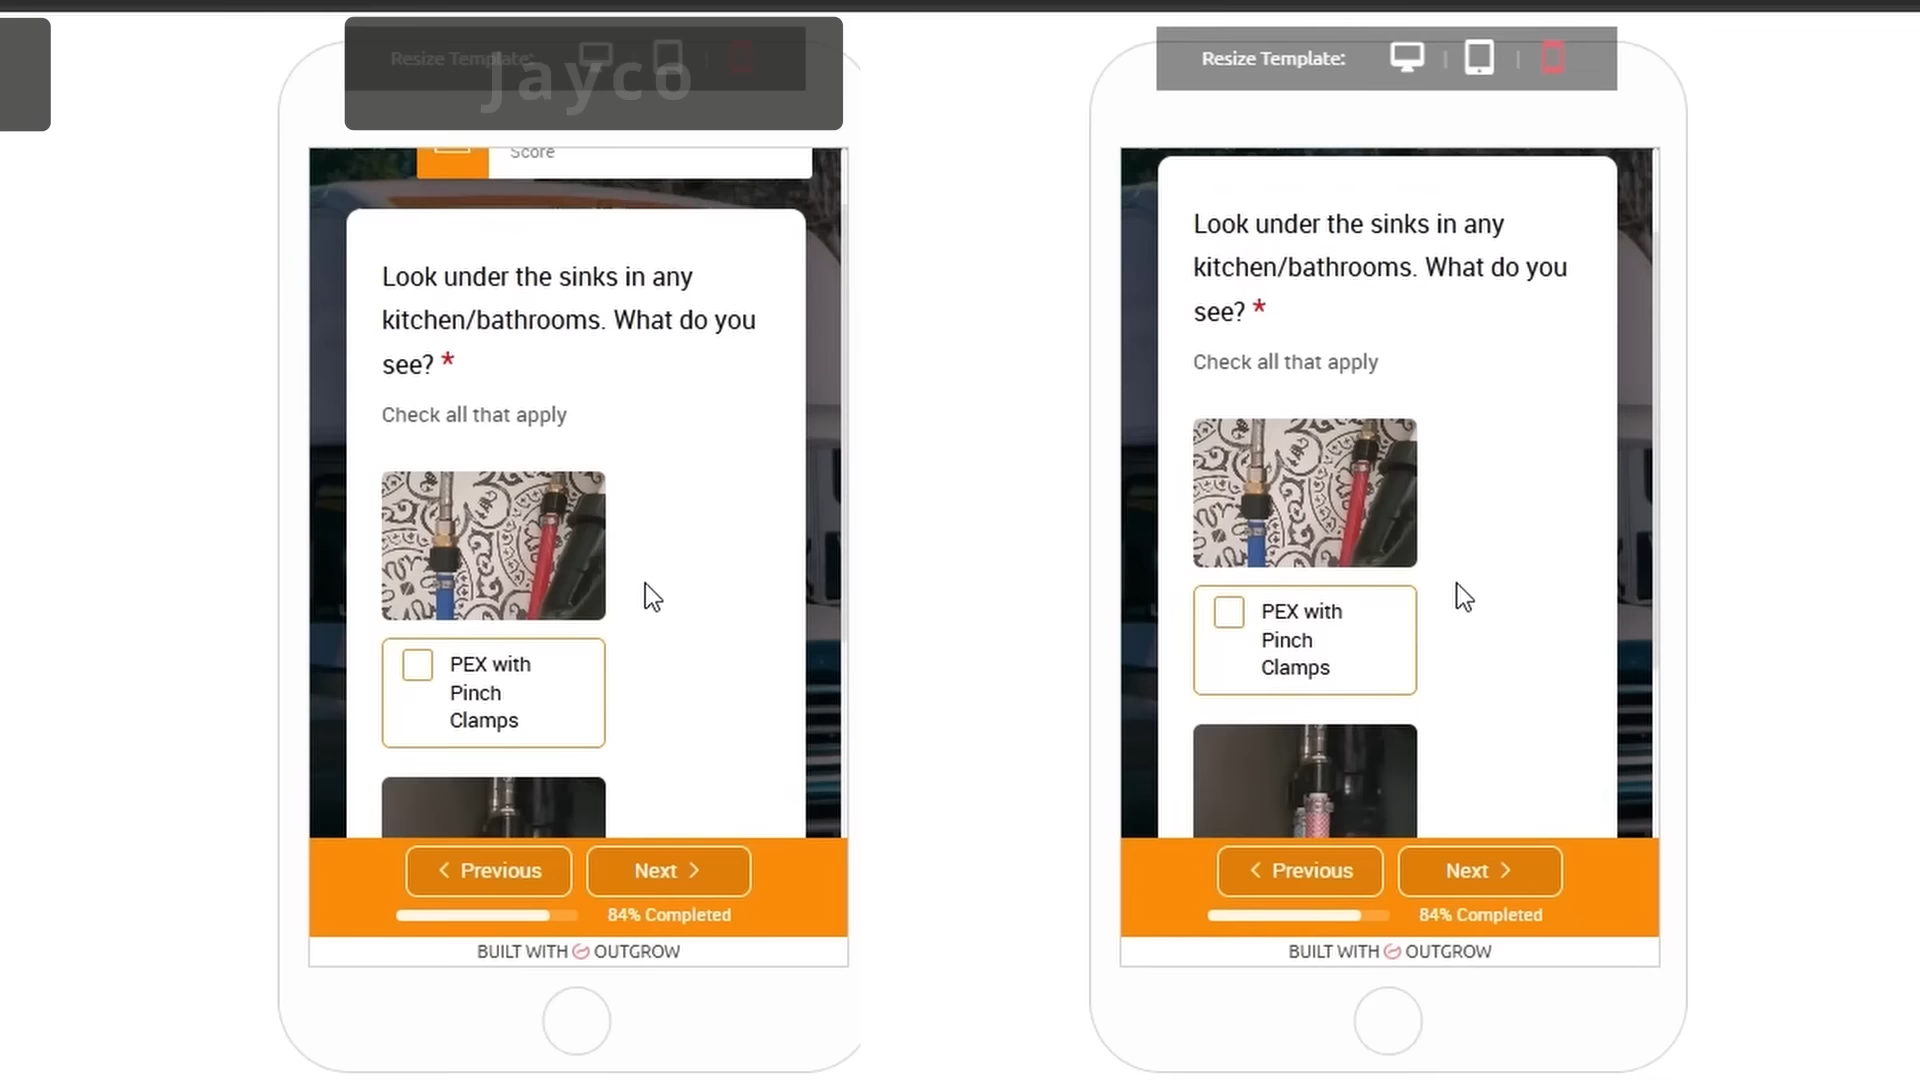 Resize Template:
Jayco
Score
Look under the sinks in any
kitchen/bathrooms. What do you
see? *
Check all that apply
PEX with
Pinch
Clamps
Previous
Next
84% Completed
BUILT WITH OUTGROW
Resize Template:
Look under the sinks in any
kitchen/bathrooms. What do you
see? *
Check all that apply
PEX with
Pinch
Clamps
Previous
Next
84% Completed
BUILT WITH OUTGROW